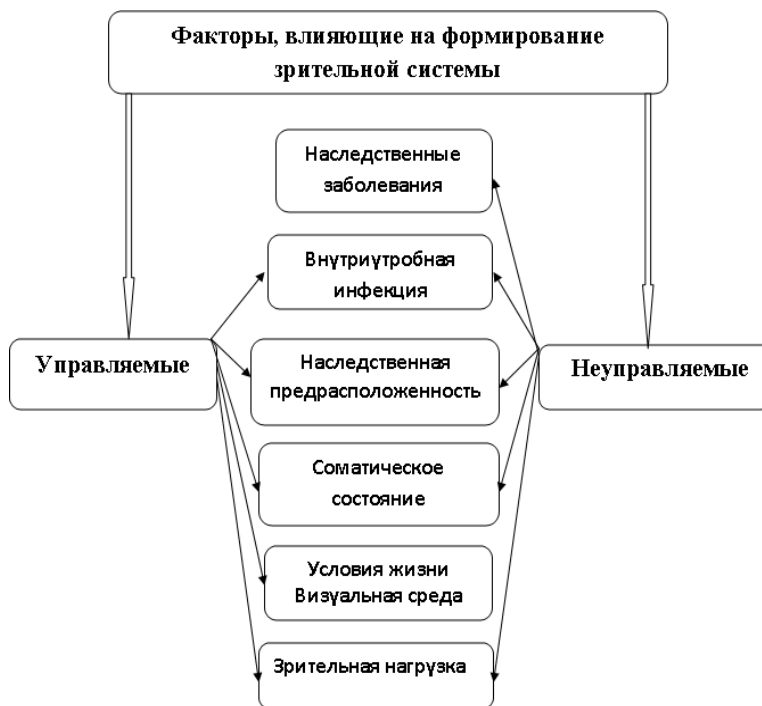 Факторы, влияющие на формирование
зрительной системы
Наследственные
заболевания
Внутриутробная
инфекция
Управляемые
Наследственная
предрасположенность
Неуправляемые
Соматическое
состояние
Условия жизни
Визуальная среда
Зрительная нагрузка